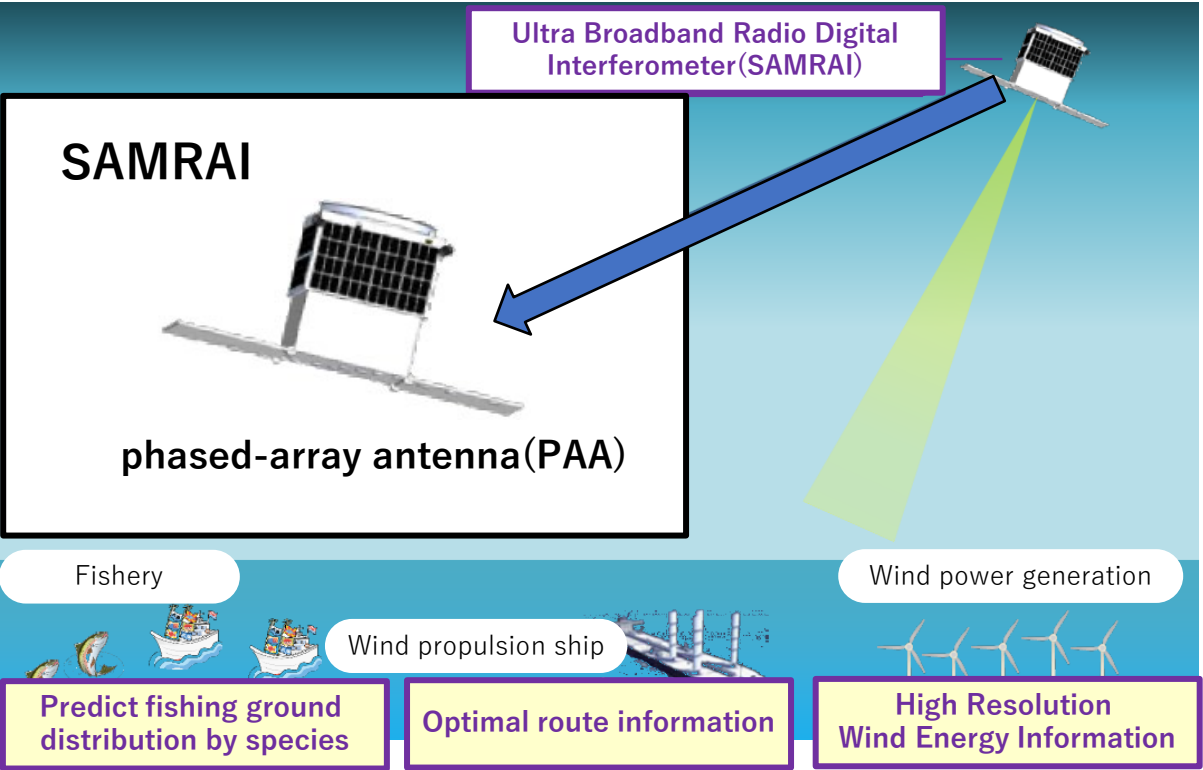 Ultra Broadband Radio Digital
Interferometer(SAMRAI)
SAMRAI
phased-array antenna(PAA)
Fishery
Wind propulsion ship
Wind power generation
Predict fishing ground
distribution by species
Optimal route information
High Resolution
Wind Energy Information